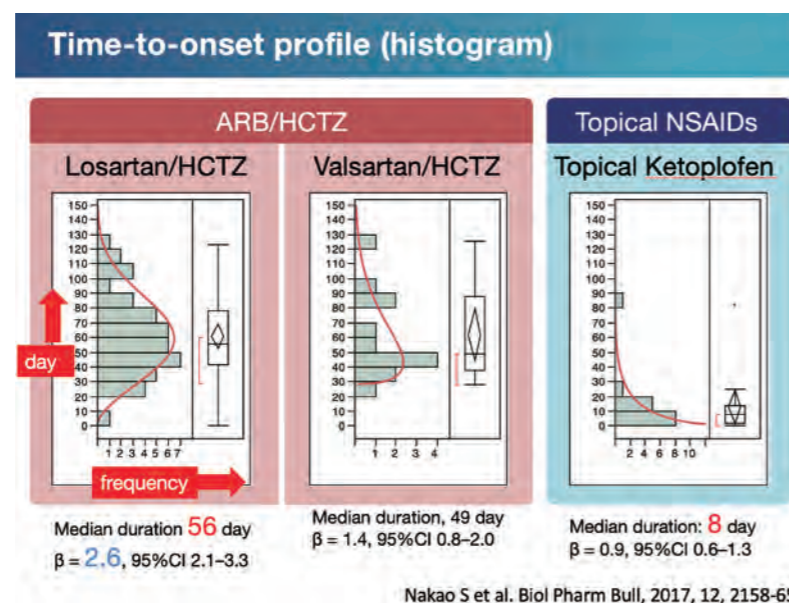 Time-to-onset profile (histogram)
ARB/HCTZ
Topical NSAIDs
Losartan/HCTZ
Valsartan/HCTZ
Topical Ketoplofen
150
140
130
120
110
100
90
80
70
60
50
40
30
20
10
0
1 2 3 4 5 6 7
150
140
130
120
110
100
90
80
70
60
50
40
30
20
10
0
1 2 3 4
150
140
130
120
110
100
90
80
70
60
50
40
30
20
10
0
2 4 6 8 10
day
frequency
Median duration 56 day
β = 2.6, 95%CI 2.1–3.3
Median duration, 49 day
β = 1.4, 95%CI 0.8–2.0
Median duration: 8 day
β = 0.9, 95%CI 0.6–1.3
Nakao S et al. Biol Pharm Bull, 2017, 12, 2158-65